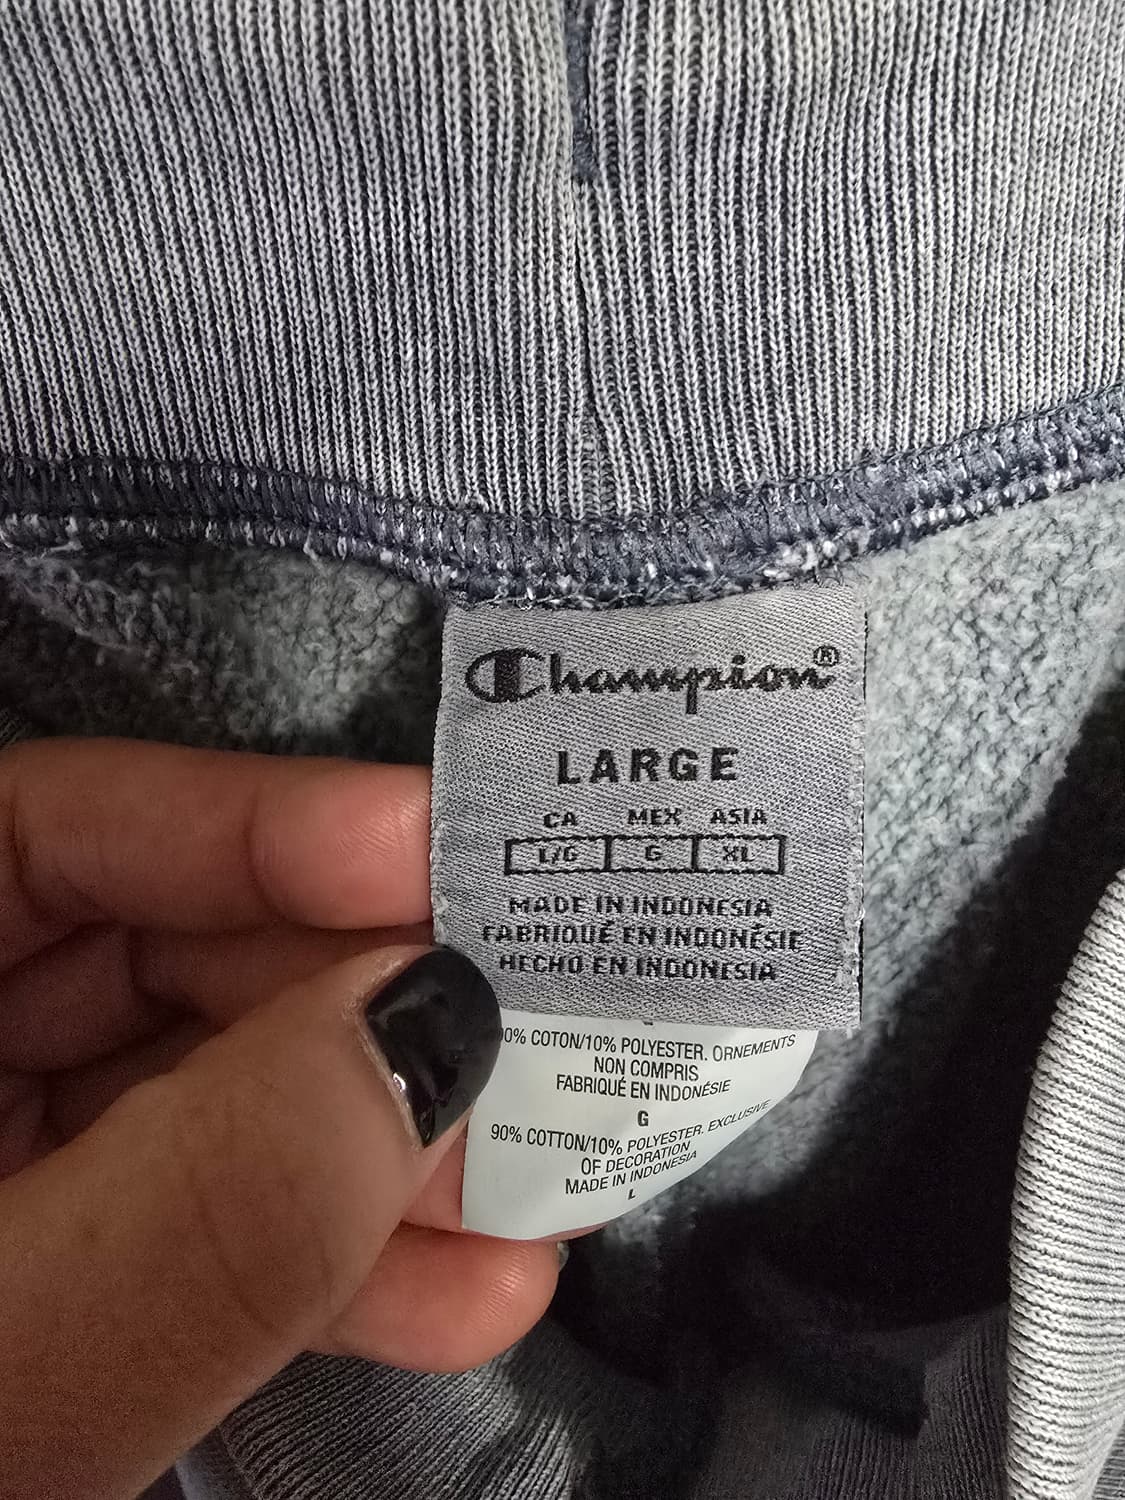 Champion®
LARGE
CA MEX ASIA
L/G G XL
MADE IN INDONESIA
FABRIQUÉ EN INDONÉSIE
HECHO EN INDONESIA
0% COTON/10% POLYESTER. ORNEMENTS
NON COMPRIS
FABRIQUÉ EN INDONÉSIE
G
90% COTTON/10% POLYESTER. EXCLUSIVE
OF DECORATION
MADE IN INDONESIA
L